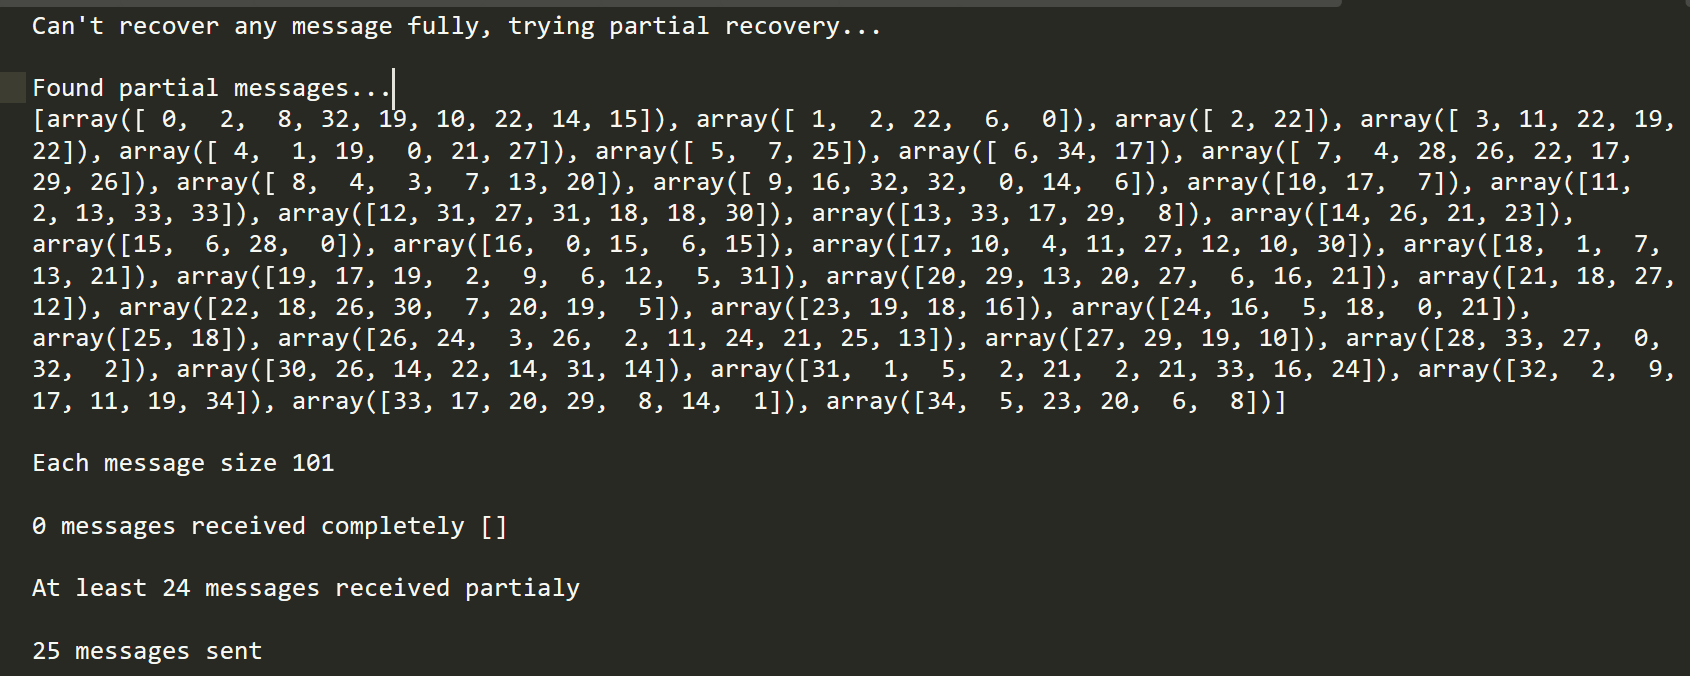 Can't recover any message fully, trying partial recovery...
Found partial messages...
[array([ 0,  2,  8, 32, 19, 10, 22, 14, 15]), array([ 1,  2, 22,  6,  0]), array([ 2, 22]), array([ 3, 11, 22, 19,
22]), array([ 4,  1, 19,  0, 21, 27]), array([ 5,  7, 25]), array([ 6, 34, 17]), array([ 7,  4, 28, 26, 22, 17,
29, 26]), array([ 8,  4,  3,  7, 13, 20]), array([ 9, 16, 32, 32,  0, 14,  6]), array([10, 17,  7]), array([11,
2, 13, 33, 33]), array([12, 31, 27, 31, 18, 18, 30]), array([13, 33, 17, 29,  8]), array([14, 26, 21, 23]),
array([15,  6, 28,  0]), array([16,  0, 15,  6, 15]), array([17, 10,  4, 11, 27, 12, 10, 30]), array([18,  1,  7,
13, 21]), array([19, 17, 19,  2,  9,  6, 12,  5, 31]), array([20, 29, 13, 20, 27,  6, 16, 21]), array([21, 18, 27,
12]), array([22, 18, 26, 30,  7, 20, 19,  5]), array([23, 19, 18, 16]), array([24, 16,  5, 18,  0, 21]),
array([25, 18]), array([26, 24,  3, 26,  2, 11, 24, 21, 25, 13]), array([27, 29, 19, 10]), array([28, 33, 27,  0,
32,  2]), array([30, 26, 14, 22, 14, 31, 14]), array([31,  1,  5,  2, 21,  2, 21, 33, 16, 24]), array([32,  2,  9,
17, 11, 19, 34]), array([33, 17, 20, 29,  8, 14,  1]), array([34,  5, 23, 20,  6,  8])]
Each message size 101
0 messages received completely []
At least 24 messages received partialy
25 messages sent